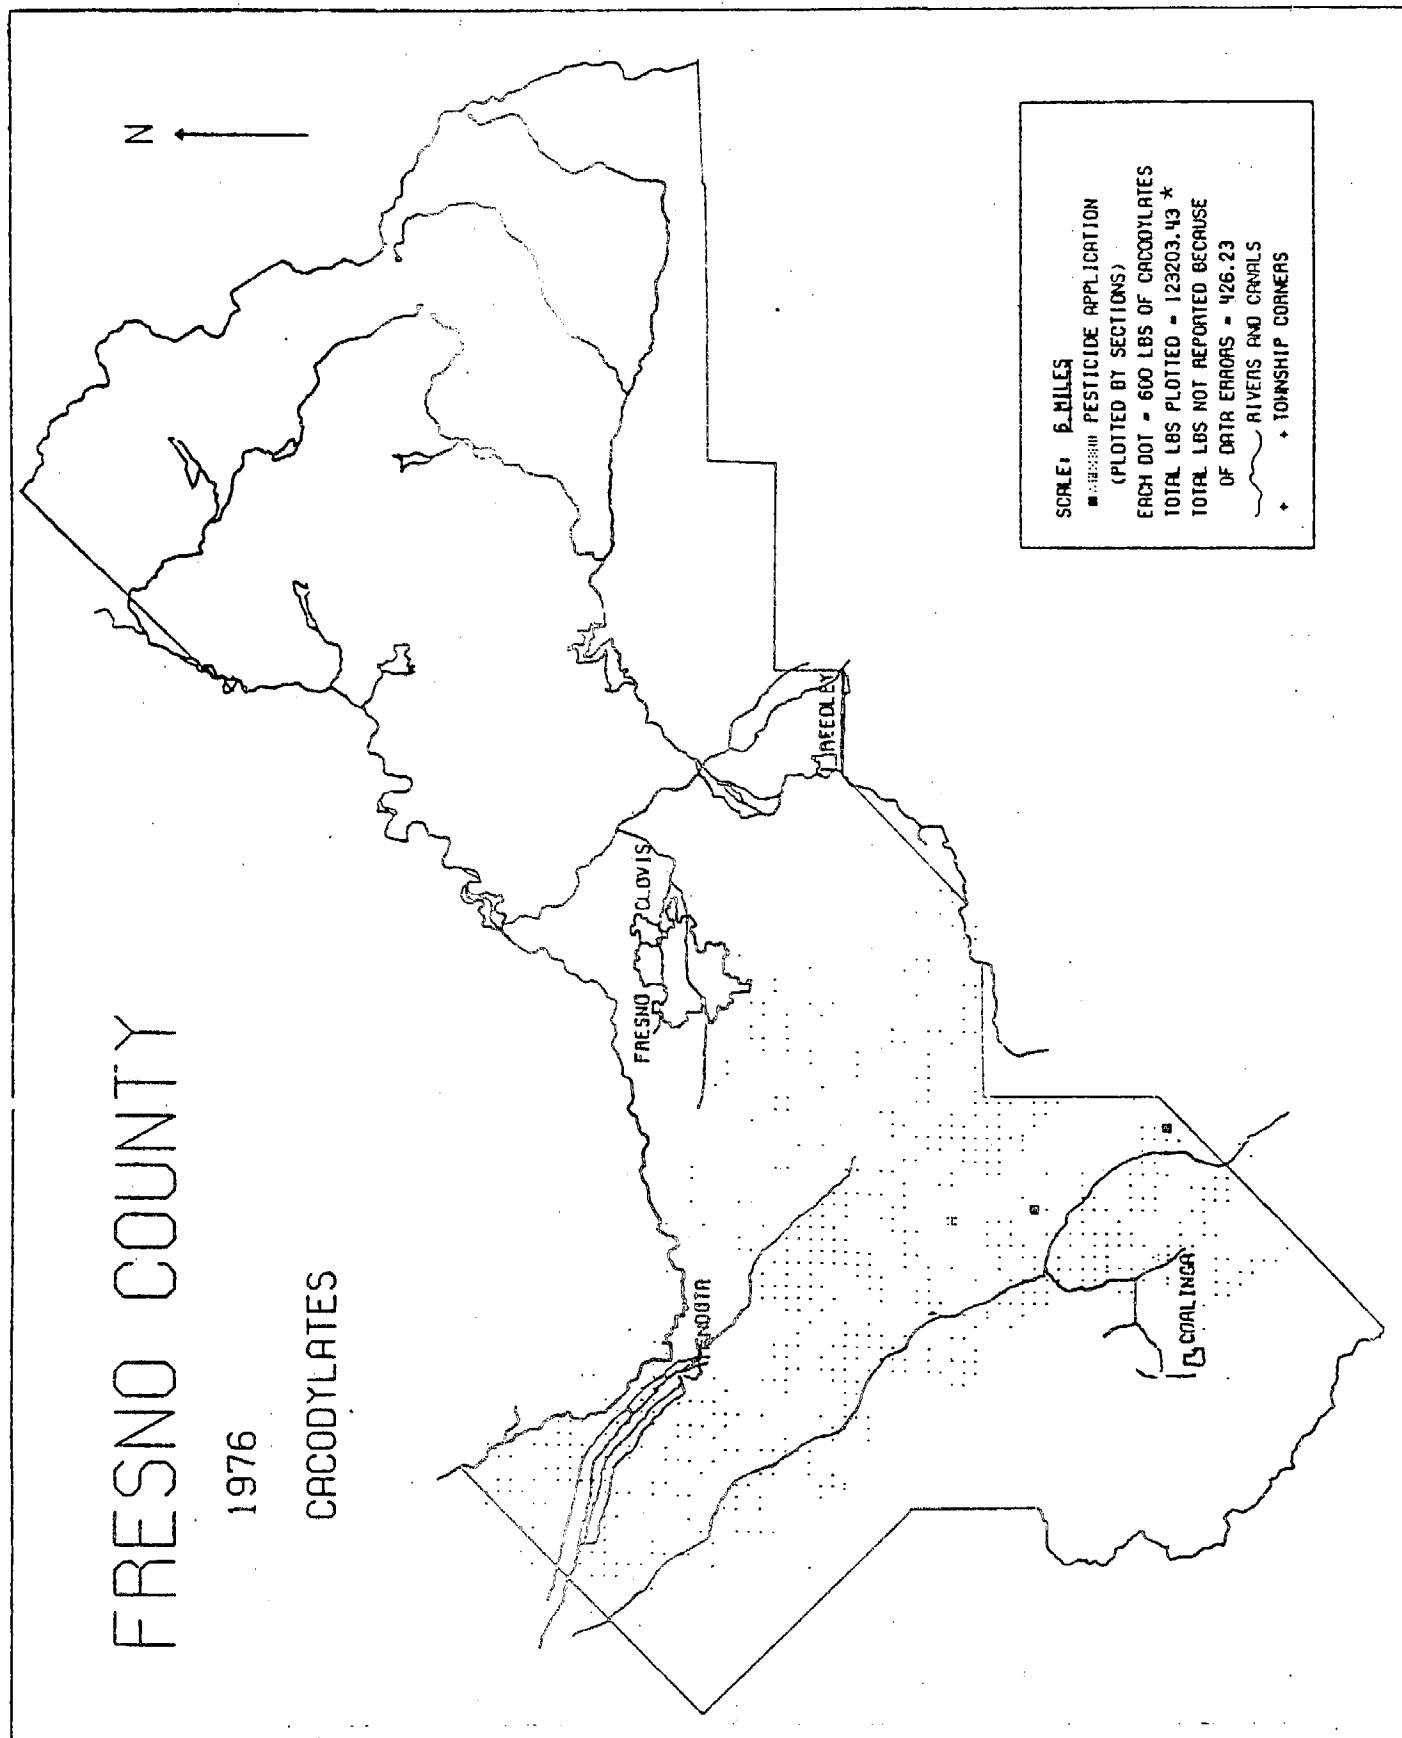 FRESNO COUNTY
1976
CACODYLATES
N
FRESNO
CLOVIS
REEDLEY
MENDOTA
COALINGA
SCALE: 6 MILES
PESTICIDE APPLICATION
(PLOTTED BY SECTIONS)
EACH DOT = 600 LBS OF CACODYLATES
TOTAL LBS PLOTTED = 123203.43 *
TOTAL LBS NOT REPORTED BECAUSE
OF DATA ERRORS = 426.23
RIVERS AND CANALS
+ + TOWNSHIP CORNERS